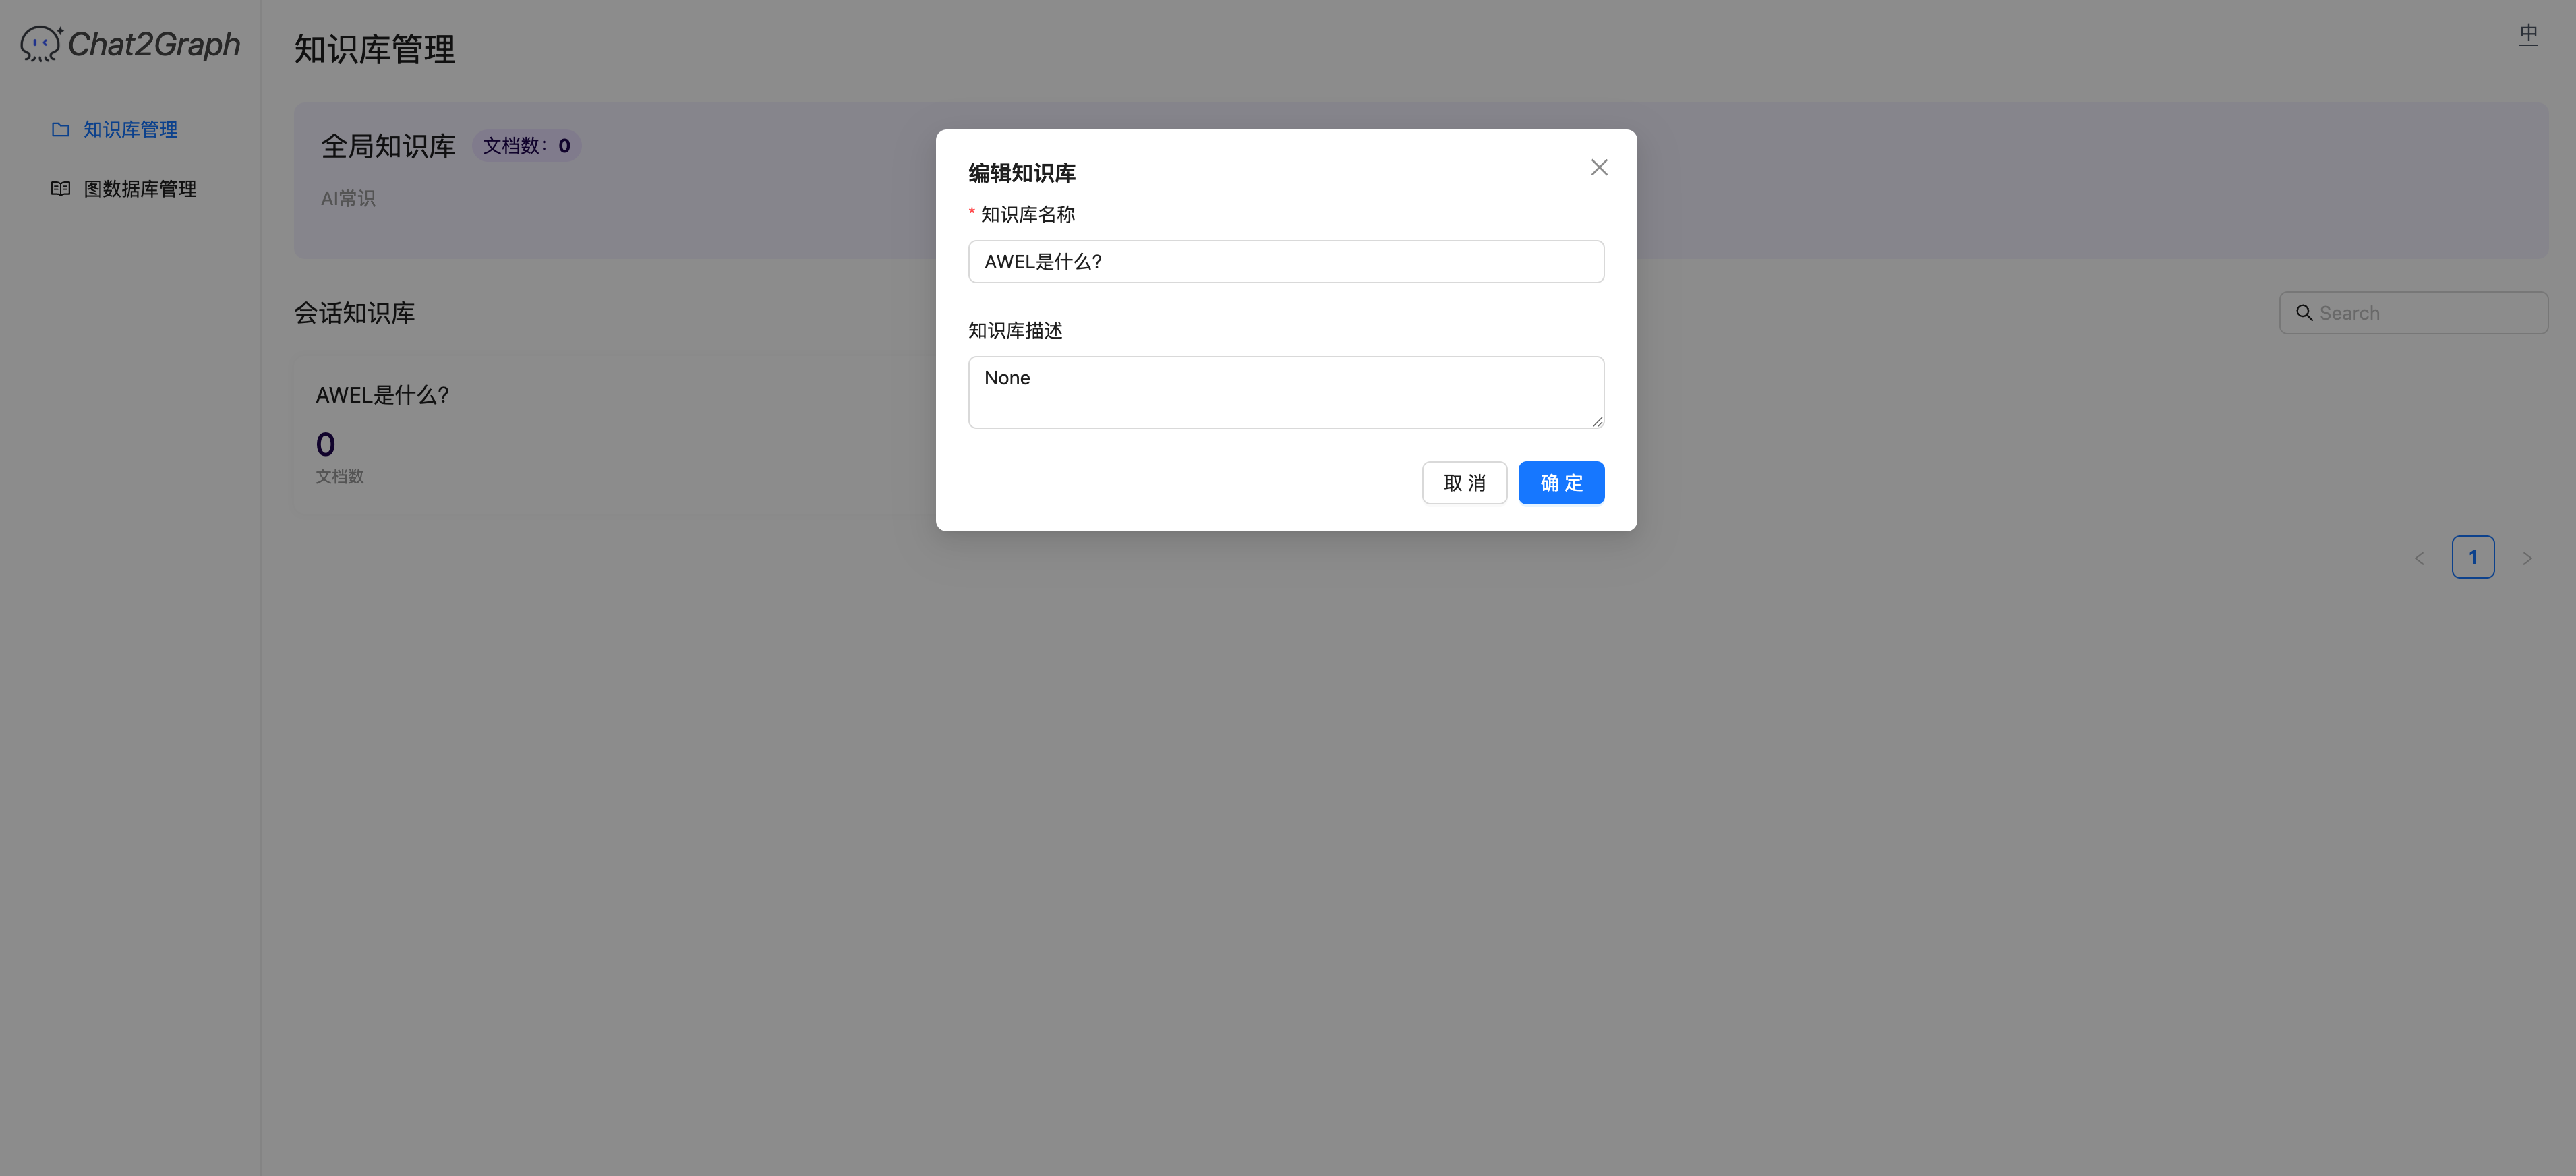 Chat2Graph
知识库管理
图数据库管理
知识库管理
中
全局知识库 文档数：0
AI常识
会话知识库
Search
AWEL是什么?
0
文档数
1
编辑知识库
* 知识库名称
AWEL是什么?
知识库描述
None
取 消 确 定